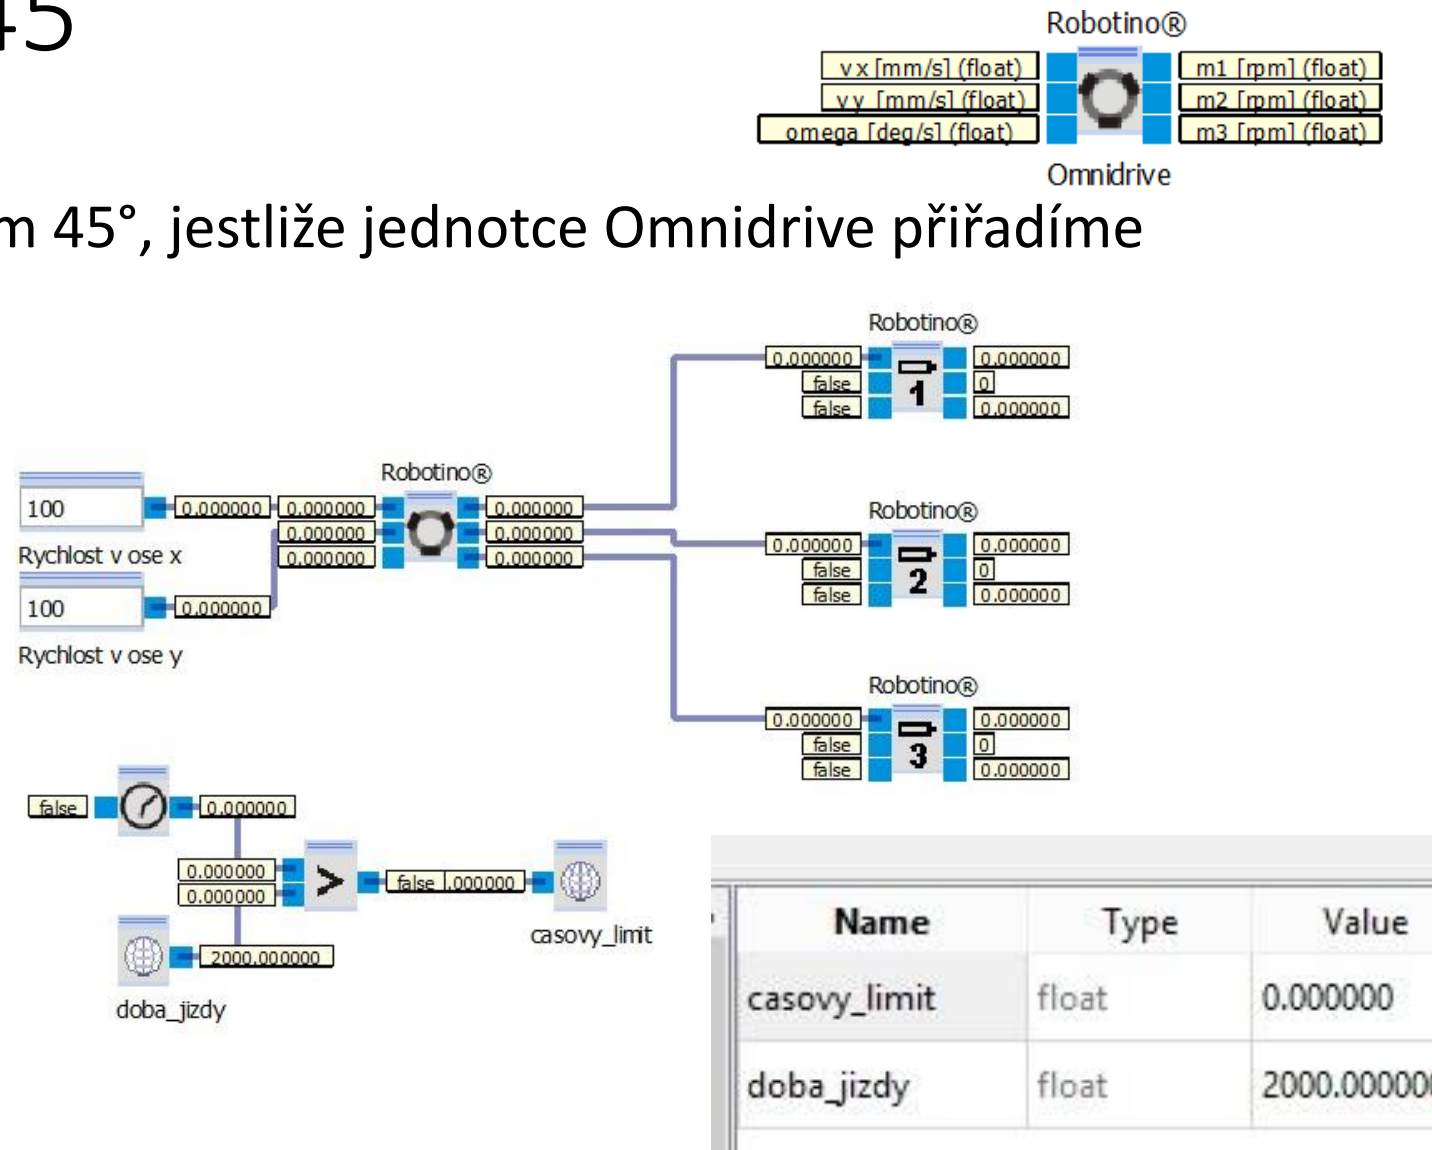 45
Robotino®
vx [mm/s] (float)
m1 [rpm] (float)
vy [mm/s] (float)
m2 [rpm] (float)
omega [deg/s] (float)
m3 [rpm] (float)
Omnidrive
m 45°, jestliže jednotce Omnidrive přiřadíme
Robotino®
0.000000
0.000000
false
0
1
false
0.000000
Robotino®
100
0.000000
0.000000
0.000000
Rychlost v ose x
0.000000
0.000000
0.000000
0.000000
100
0.000000
Rychlost v ose y
Robotino®
0.000000
0.000000
false
0
2
false
0.000000
Robotino®
0.000000
0.000000
false
0
3
false
0.000000
false
0.000000
0.000000
0.000000
>
false
.000000
casovy_limit
2000.000000
doba_jizdy
Name Type Value
casovy_limit float 0.000000
doba_jizdy float 2000.000000